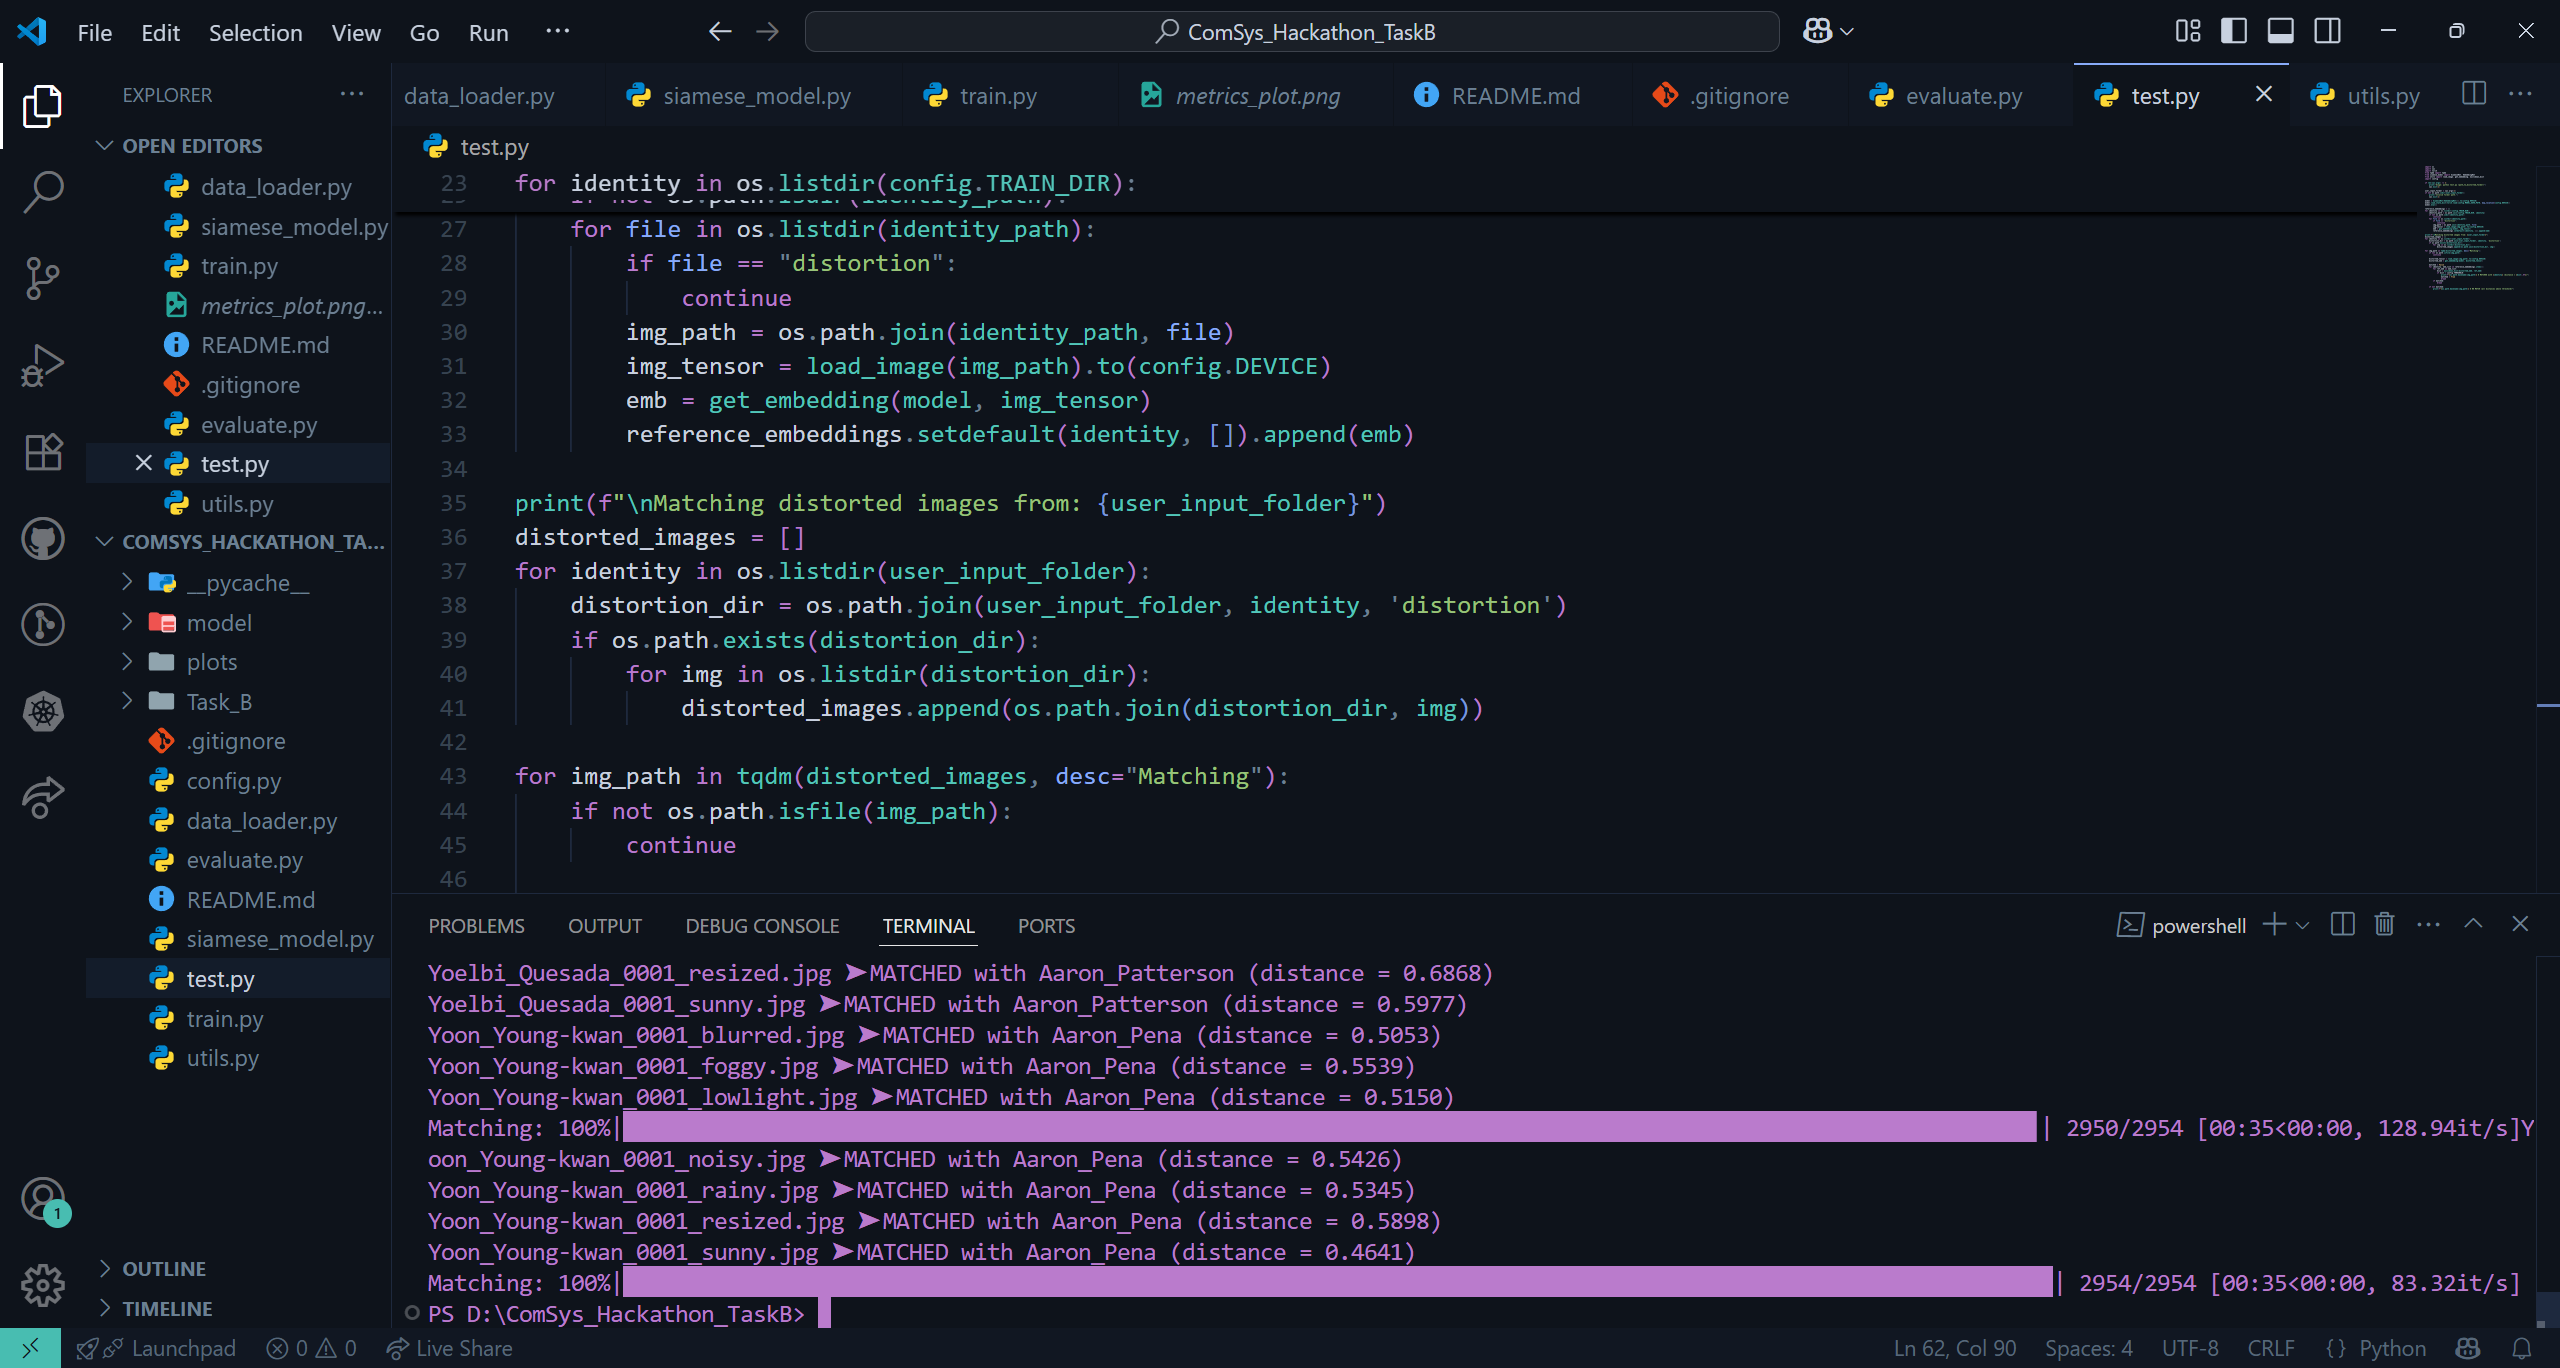 File Edit Selection View Go Run ··· ComSys_Hackathon_TaskB
EXPLORER ···
data_loader.py siamese_model.py train.py metrics_plot.png README.md .gitignore evaluate.py test.py utils.py ···
OPEN EDITORS
data_loader.py
siamese_model.py
train.py
metrics_plot.png...
README.md
.gitignore
evaluate.py
test.py
utils.py
COMSYS_HACKATHON_TA...
__pycache__
model
plots
Task_B
.gitignore
config.py
data_loader.py
evaluate.py
README.md
siamese_model.py
test.py
train.py
utils.py
1
OUTLINE
TIMELINE
test.py
23 for identity in os.listdir(config.TRAIN_DIR):
27 for file in os.listdir(identity_path):
28 if file == "distortion":
29 continue
30 img_path = os.path.join(identity_path, file)
31 img_tensor = load_image(img_path).to(config.DEVICE)
32 emb = get_embedding(model, img_tensor)
33 reference_embeddings.setdefault(identity, []).append(emb)
34
35 print(f"\nMatching distorted images from: {user_input_folder}")
36 distorted_images = []
37 for identity in os.listdir(user_input_folder):
38 distortion_dir = os.path.join(user_input_folder, identity, 'distortion')
39 if os.path.exists(distortion_dir):
40 for img in os.listdir(distortion_dir):
41 distorted_images.append(os.path.join(distortion_dir, img))
42
43 for img_path in tqdm(distorted_images, desc="Matching"):
44 if not os.path.isfile(img_path):
45 continue
46
PROBLEMS OUTPUT DEBUG CONSOLE TERMINAL PORTS powershell ···
Yoelbi_Quesada_0001_resized.jpg ➤MATCHED with Aaron_Patterson (distance = 0.6868)
Yoelbi_Quesada_0001_sunny.jpg ➤MATCHED with Aaron_Patterson (distance = 0.5977)
Yoon_Young-kwan_0001_blurred.jpg ➤MATCHED with Aaron_Pena (distance = 0.5053)
Yoon_Young-kwan_0001_foggy.jpg ➤MATCHED with Aaron_Pena (distance = 0.5539)
Yoon_Young-kwan_0001_lowlight.jpg ➤MATCHED with Aaron_Pena (distance = 0.5150)
Matching: 100%| | 2950/2954 [00:35<00:00, 128.94it/s]Y
oon_Young-kwan_0001_noisy.jpg ➤MATCHED with Aaron_Pena (distance = 0.5426)
Yoon_Young-kwan_0001_rainy.jpg ➤MATCHED with Aaron_Pena (distance = 0.5345)
Yoon_Young-kwan_0001_resized.jpg ➤MATCHED with Aaron_Pena (distance = 0.5898)
Yoon_Young-kwan_0001_sunny.jpg ➤MATCHED with Aaron_Pena (distance = 0.4641)
Matching: 100%| | 2954/2954 [00:35<00:00, 83.32it/s]
PS D:\ComSys_Hackathon_TaskB>
Launchpad 0 0 Live Share Ln 62, Col 90 Spaces: 4 UTF-8 CRLF {} Python